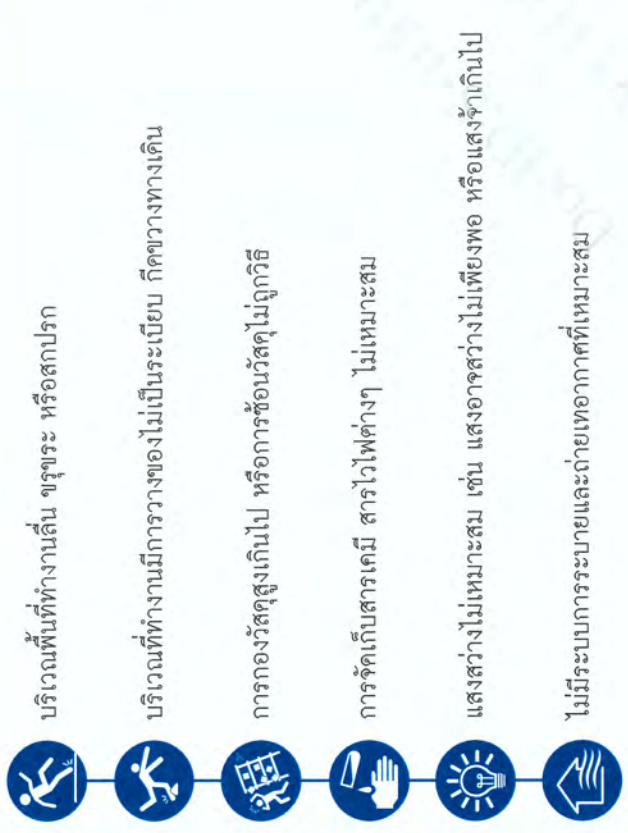 บริเวณพื้นที่ทำงานลื่น ขรุขระ หรือสกปรก
บริเวณที่ทำงานมีการวางของไม่เป็นระเบียบ กีดขวางทางเดิน
การกองวัสดุสูงเกินไป หรือการซ้อนวัสดุไม่ถูกวิธี
การจัดเก็บสารเคมี สารไวไฟต่างๆ ไม่เหมาะสม
แสงสว่างไม่เหมาะสม เช่น แสงอาจสว่างไม่เพียงพอ หรือแสงจ้าเกินไป
ไม่มีระบบการระบายและถ่ายเทอากาศที่เหมาะสม